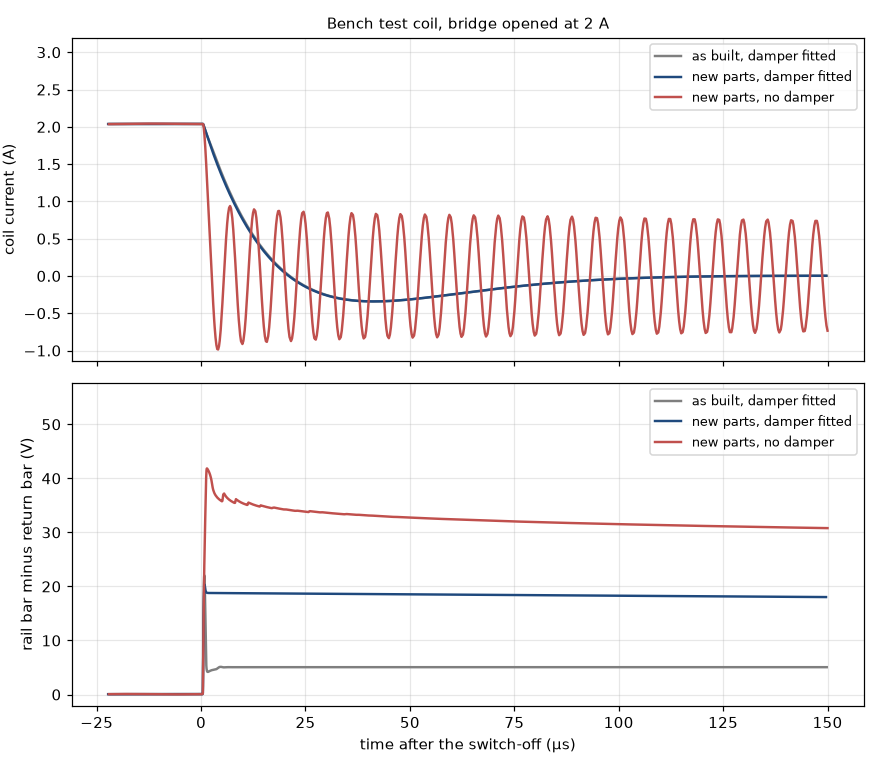 Bench test coil, bridge opened at 2 A
coil current (A)
3.0
2.5
2.0
1.5
1.0
0.5
0.0
−0.5
−1.0
as built, damper fitted
new parts, damper fitted
new parts, no damper
rail bar minus return bar (V)
50
40
30
20
10
0
as built, damper fitted
new parts, damper fitted
new parts, no damper
−25
0
25
50
75
100
125
150
time after the switch-off (µs)